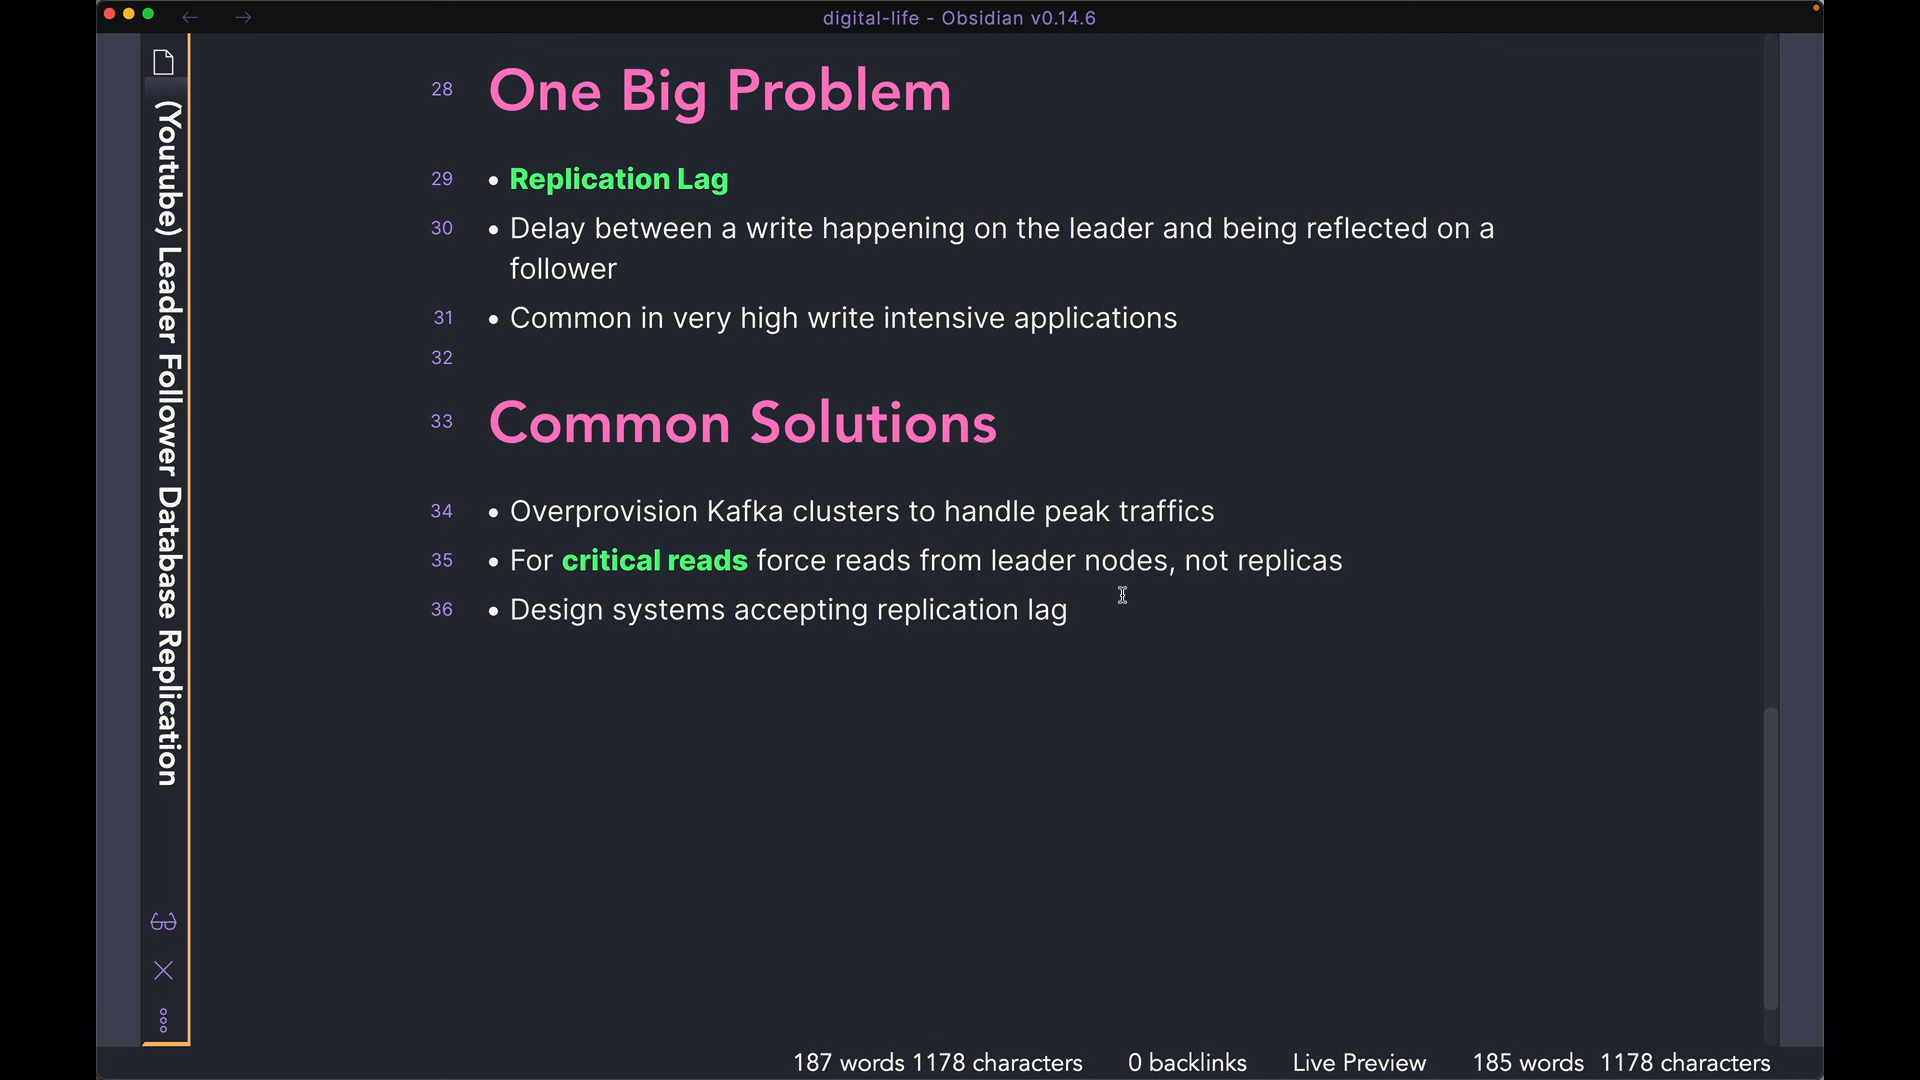 digital-life - Obsidian v0.14.6
(Youtube) Leader Follower Database Replication
28 One Big Problem
29 • Replication Lag
30 • Delay between a write happening on the leader and being reflected on a
follower
31 • Common in very high write intensive applications
32
33 Common Solutions
34 • Overprovision Kafka clusters to handle peak traffics
35 • For critical reads force reads from leader nodes, not replicas
36 • Design systems accepting replication lag
187 words 1178 characters 0 backlinks Live Preview 185 words 1178 characters